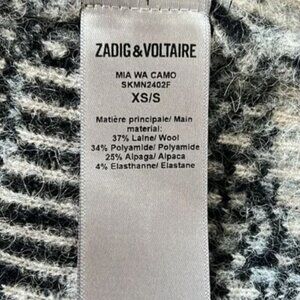 ZADIG & VOLTAIRE
MIA WA CAMO
SKMN2402F
XS/S
Matière principale/ Main
material:
37% Laine/ Wool
34% Polyamide/ Polyamide
25% Alpaga/ Alpaca
4% Elasthanne/ Elastane